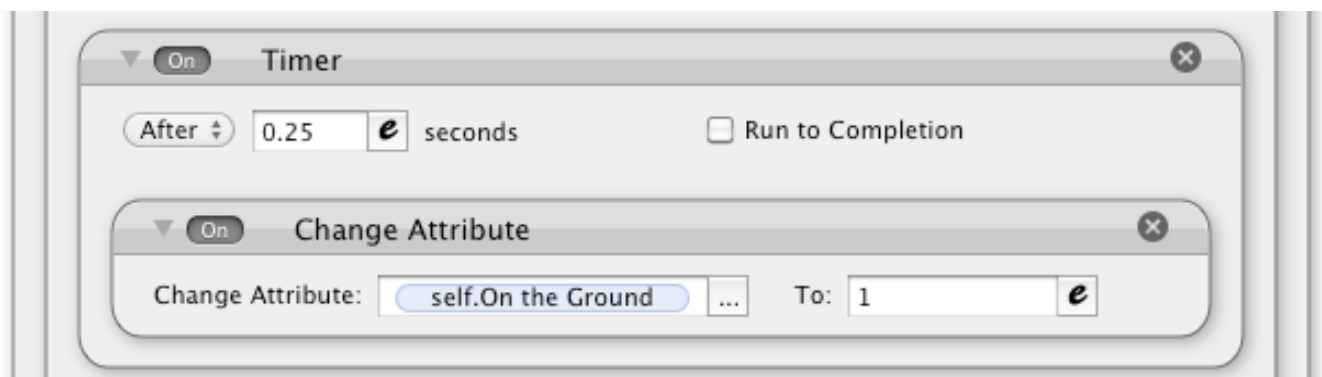 On Timer
After 0.25 e seconds Run to Completion
On Change Attribute
Change Attribute: self.On the Ground ... To: 1 e